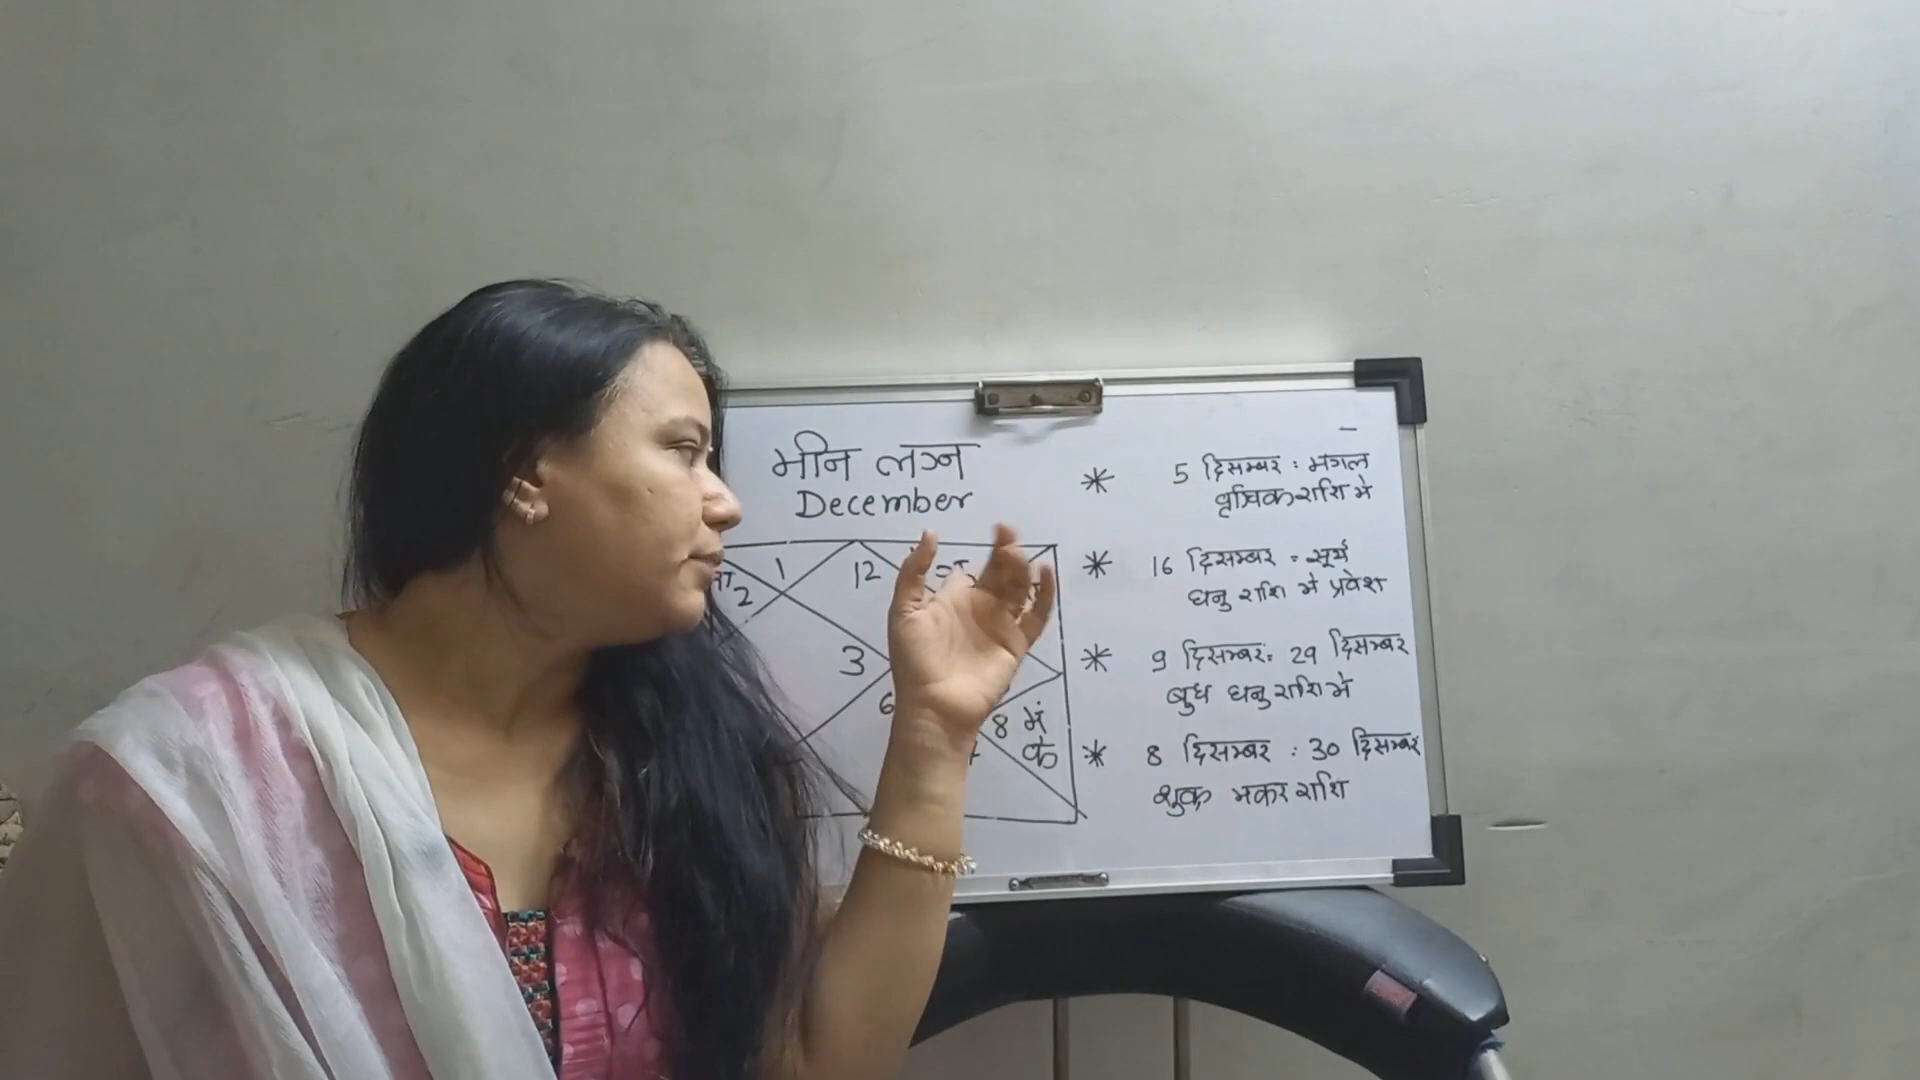 मीन लग्न
December
1
12
2
3
6
8 मं
के
* 5 दिसम्बर : मंगल
वृश्चिक राशि में
* 16 दिसम्बर = सूर्य
धनु राशि में प्रवेश
* 9 दिसम्बर: 29 दिसम्बर
बुध धनु राशि में
* 8 दिसम्बर : 30 दिसम्बर
शुक्र मकर राशि